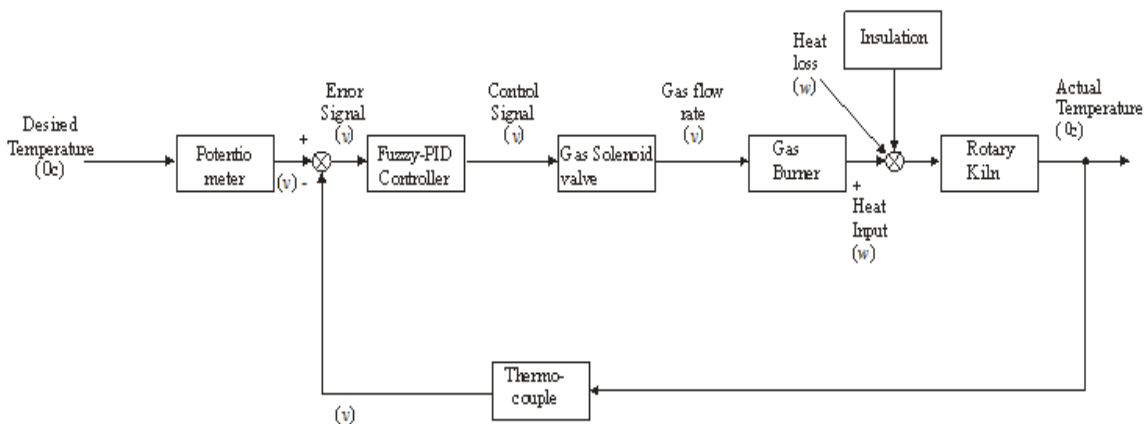 Desired
Temperature
(0c)
Potentio
meter
+
(v) -
Error
Signal
(v)
Fuzzy-PID
Controller
Control
Signal
(v)
Gas Solenoid
valve
Gas flow
rate
(v)
Gas
Burner
+
Heat
Input
(w)
Heat
loss
(w)
Insulation
Rotary
Kiln
Actual
Temperature
(0c)
Thermo-
couple
(v)